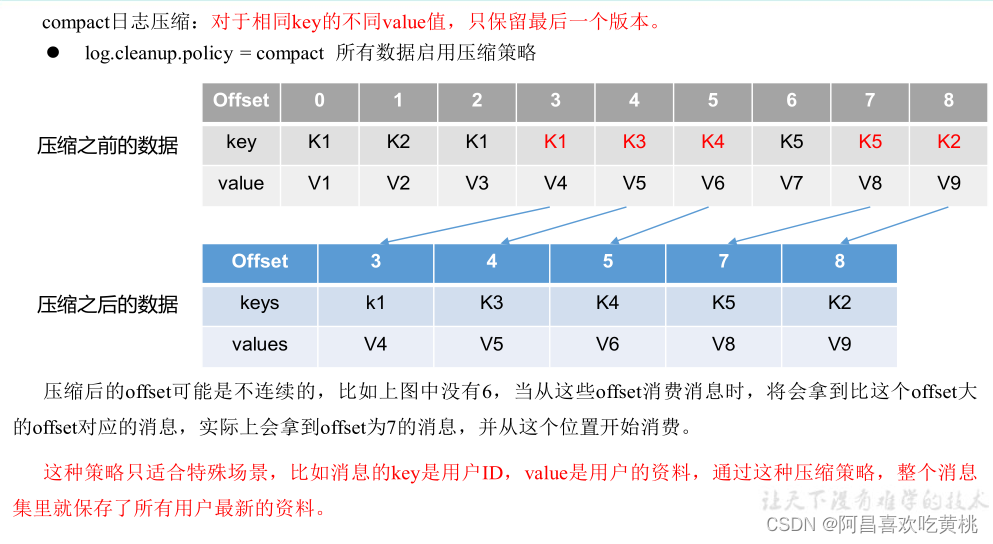 compact日志压缩：对于相同key的不同value值，只保留最后一个版本。
● log.cleanup.policy = compact 所有数据启用压缩策略
Offset 0 1 2 3 4 5 6 7 8
压缩之前的数据 key K1 K2 K1 K1 K3 K4 K5 K5 K2
value V1 V2 V3 V4 V5 V6 V7 V8 V9
Offset 3 4 5 7 8
压缩之后的数据 keys k1 K3 K4 K5 K2
values V4 V5 V6 V8 V9
压缩后的offset可能是不连续的，比如上图中没有6，当从这些offset消费消息时，将会拿到比这个offset大
的offset对应的消息，实际上会拿到offset为7的消息，并从这个位置开始消费。
这种策略只适合特殊场景，比如消息的key是用户ID，value是用户的资料，通过这种压缩策略，整个消息
集里就保存了所有用户最新的资料。
让天下没有难学的技术
CSDN @阿昌喜欢吃黄桃